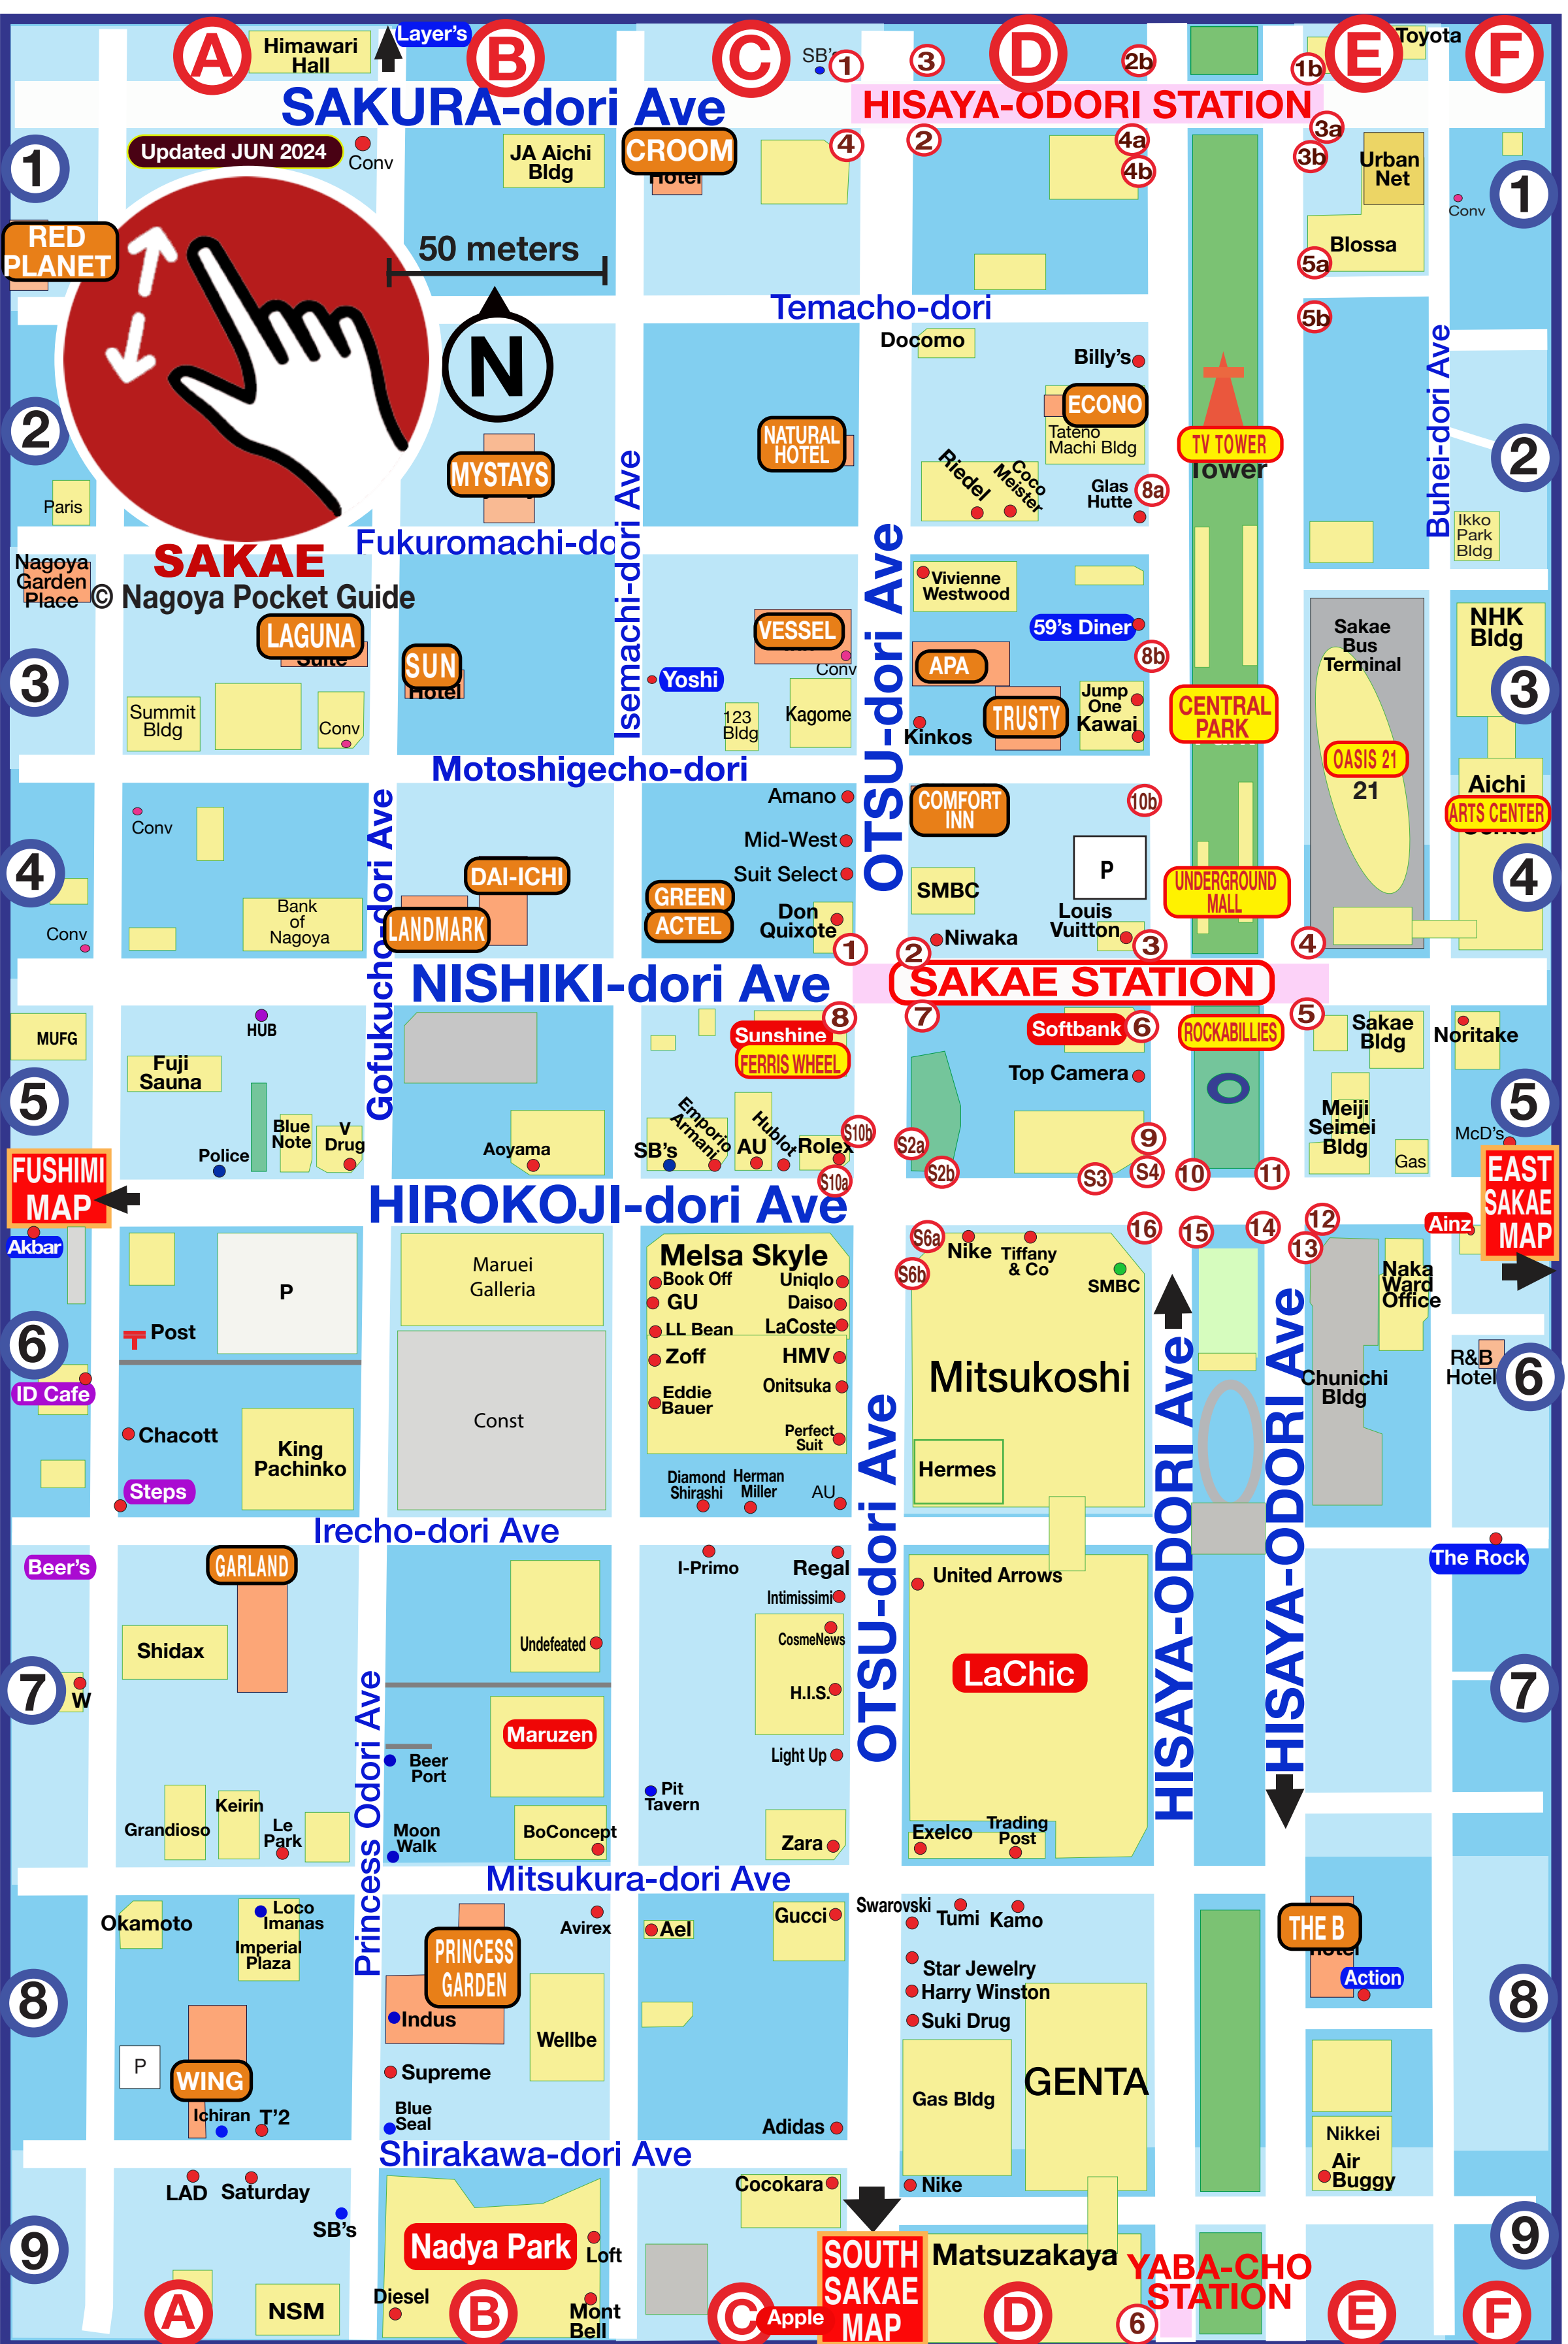 Himawari
Hall
Layer's
A
B
C
D
E
F
SB's
1
3
2b
1b
Toyota
SAKURA-dori Ave
HISAYA-ODORI STATION
Updated JUN 2024
Conv
JA Aichi
Bldg
CROOM
Hotel
4
2
4a
4b
3a
3b
Urban
Net
1
1
Conv
RED
PLANET
50 meters
Blossa
5a
Temacho-dori
5b
N
Docomo
Billy's
ECONO
Tateno
Machi Bldg
TV TOWER
Tower
Buhei-dori Ave
2
2
NATURAL
HOTEL
MYSTAYS
Riedel
Coco
Meister
Glas
Hutte
8a
Paris
Ikko
Park
Bldg
Isemachi-dori Ave
OTSU-dori Ave
Fukuromachi-do
SAKAE
© Nagoya Pocket Guide
Nagoya
Garden
Place
LAGUNA
Suite
SUN
Hotel
VESSEL
Conv
Yoshi
Vivienne
Westwood
59's Diner
8b
APA
TRUSTY
Jump
One
Kawai
Kinkos
CENTRAL
PARK
Sakae
Bus
Terminal
NHK
Bldg
3
3
Summit
Bldg
Conv
123
Bldg
Kagome
Motoshigecho-dori
OASIS 21
21
Aichi
ARTS CENTER
Center
Conv
Gofukucho-dori Ave
Amano
Mid-West
Suit Select
Don
Quixote
COMFORT
INN
10b
P
SMBC
Louis
Vuitton
Niwaka
UNDERGROUND
MALL
4
4
DAI-ICHI
LANDMARK
GREEN
ACTEL
Bank
of
Nagoya
Conv
1
2
3
4
NISHIKI-dori Ave
SAKAE STATION
MUFG
HUB
Fuji
Sauna
8
Sunshine
FERRIS WHEEL
7
Softbank
6
ROCKABILLIES
5
Sakae
Bldg
Noritake
Top Camera
5
5
Blue
Note
V
Drug
Police
Aoyama
SB's
Emporio
Armani
AU
Hublot
Rolex
S10b
S10a
S2a
S2b
9
S3
S4
10
11
Meiji
Seimei
Bldg
Gas
McD's
FUSHIMI
MAP
HIROKOJI-dori Ave
EAST
SAKAE
MAP
Akbar
12
13
14
15
16
Ainz
P
Maruei
Galleria
Melsa Skyle
Book Off
Uniqlo
GU
Daiso
LL Bean
LaCoste
Zoff
HMV
Eddie
Bauer
Onitsuka
Perfect
Suit
S6a
S6b
Nike
Tiffany
& Co
SMBC
Mitsukoshi
Hermes
Naka
Ward
Office
Chunichi
Bldg
R&B
Hotel
6
6
Post
ID Cafe
Chacott
King
Pachinko
Steps
Const
Diamond
Shirashi
Herman
Miller
AU
OTSU-dori Ave
HISAYA-ODORI Ave
HISAYA-ODORI Ave
Irecho-dori Ave
Beer's
GARLAND
I-Primo
Regal
Intimissimi
CosmeNews
H.I.S.
Light Up
United Arrows
LaChic
The Rock
Shidax
Undefeated
7
7
W
Princess Odori Ave
Maruzen
Beer
Port
Pit
Tavern
Grandioso
Keirin
Le
Park
Moon
Walk
BoConcept
Zara
Exelco
Trading
Post
Mitsukura-dori Ave
Okamoto
Loco
Imanas
Imperial
Plaza
PRINCESS
GARDEN
Avirex
Ael
Gucci
Swarovski
Tumi
Kamo
THE B
Hotel
Action
Star Jewelry
Harry Winston
Suki Drug
8
8
Indus
Wellbe
P
WING
Supreme
Gas Bldg
GENTA
Ichiran
T'2
Blue
Seal
Adidas
Nikkei
Air
Buggy
Shirakawa-dori Ave
LAD
Saturday
SB's
Cocokara
Nike
9
9
Nadya Park
Loft
Diesel
Mont
Bell
NSM
SOUTH
SAKAE
MAP
Matsuzakaya
YABA-CHO
STATION
A
B
C
Apple
D
6
E
F